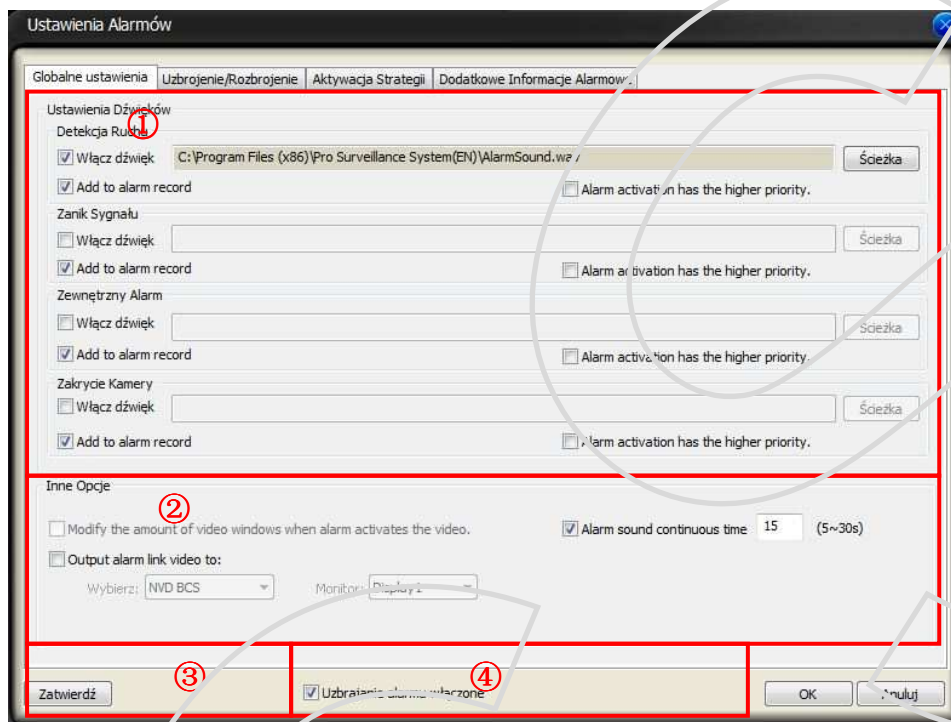 Ustawienia Alarmów
Globalne ustawienia Uzbrojenie/Rozbrojenie Aktywacja Strategii Dodatkowe Informacje Alarmowe
Ustawienia Dźwięków
①
Detekcja Ruchu
Włącz dźwięk C:\Program Files (x86)\Pro Surveillance System(EN)\AlarmSound.wav Ścieżka
Add to alarm record Alarm activation has the higher priority.
Zanik Sygnału
Włącz dźwięk Ścieżka
Add to alarm record Alarm activation has the higher priority.
Zewnętrzny Alarm
Włącz dźwięk Ścieżka
Add to alarm record Alarm activation has the higher priority.
Zakrycie Kamery
Włącz dźwięk Ścieżka
Add to alarm record Alarm activation has the higher priority.
Inne Opcje
②
Modify the amount of video windows when alarm activates the video. Alarm sound continuous time 15 (5~30s)
Output alarm link video to:
Wybierz: NVD BCS Monitor: Display1
③ ④
Zatwierdź Uzbrajanie alarmu włączone OK Anuluj